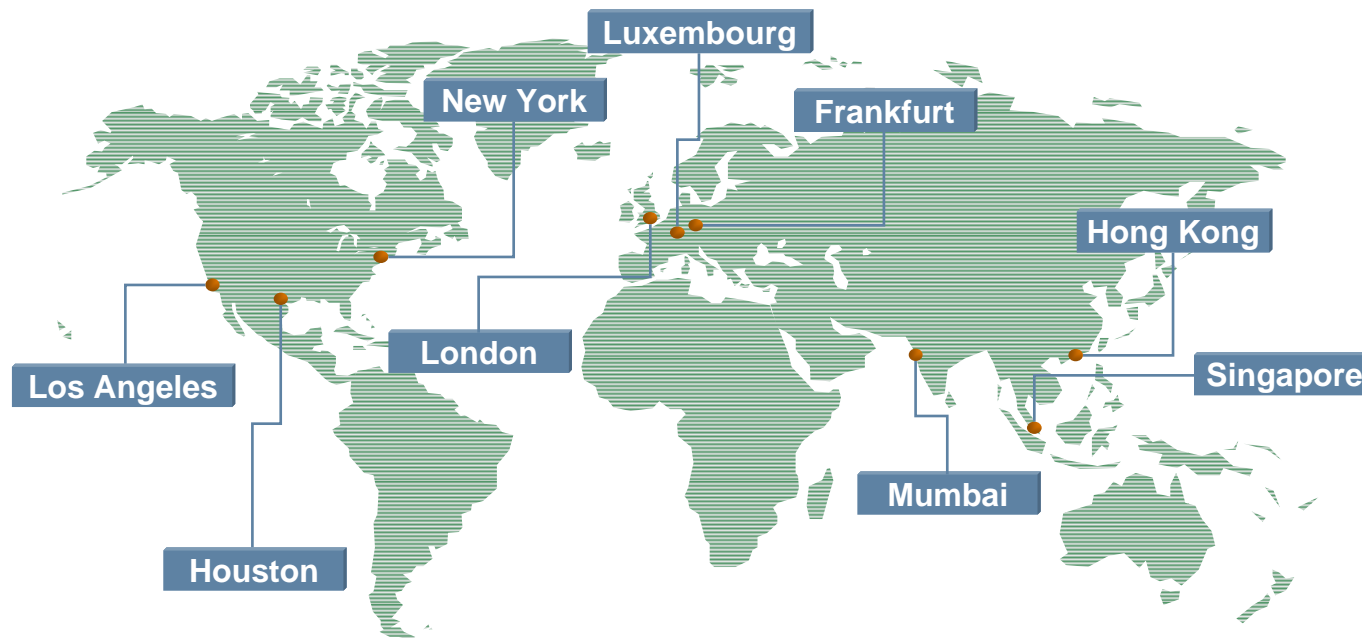 Luxembourg
New York
Frankfurt
Hong Kong
London
Los Angeles
Singapore
Mumbai
Houston